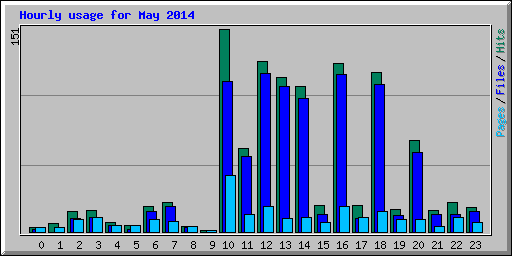 Hourly usage for May 2014
151
Pages/Files/Hits
0 1 2 3 4 5 6 7 8 9 10 11 12 13 14 15 16 17 18 19 20 21 22 23